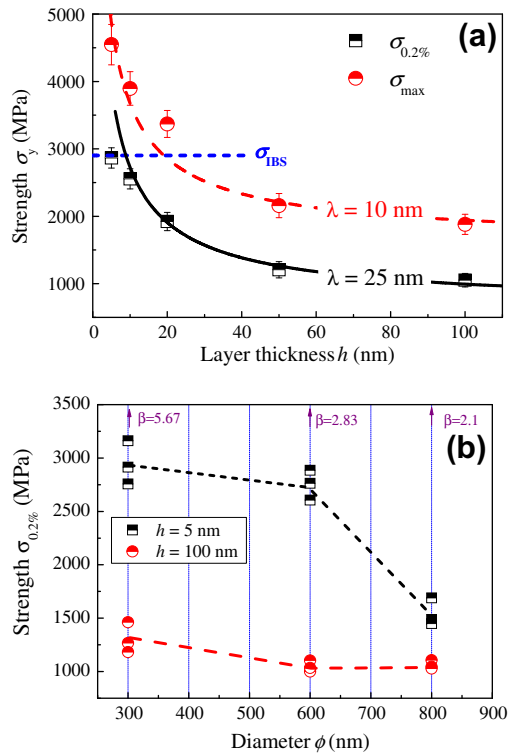 (a)
σ0.2%
σmax
σIBS
λ = 10 nm
λ = 25 nm
5000
4000
3000
2000
1000
0 20 40 60 80 100
Strength σy (MPa)
Layer thickness h (nm)
(b)
β=5.67 β=2.83 β=2.1
h = 5 nm
h = 100 nm
3500
3000
2500
2000
1500
1000
300 400 500 600 700 800 900
Strength σ0.2% (MPa)
Diameter ϕ (nm)